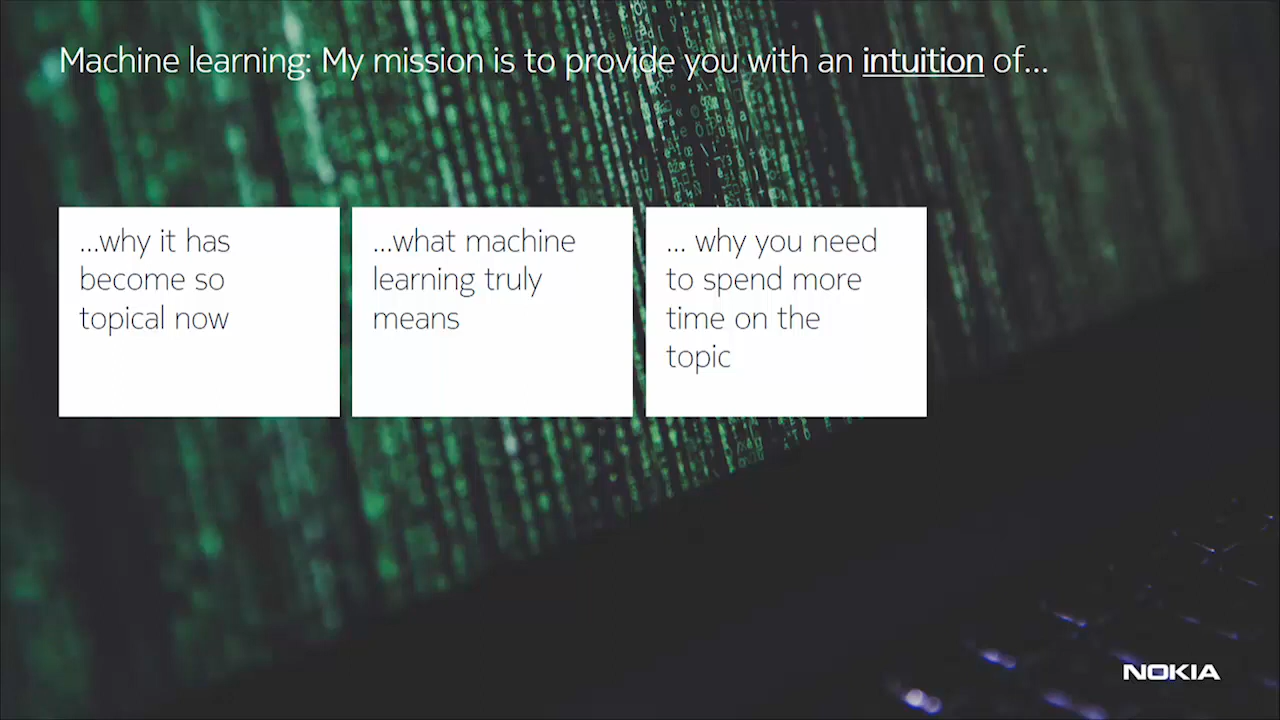 Machine learning: My mission is to provide you with an intuition of...
...why it has
become so
topical now
...what machine
learning truly
means
... why you need
to spend more
time on the
topic
NOKIA